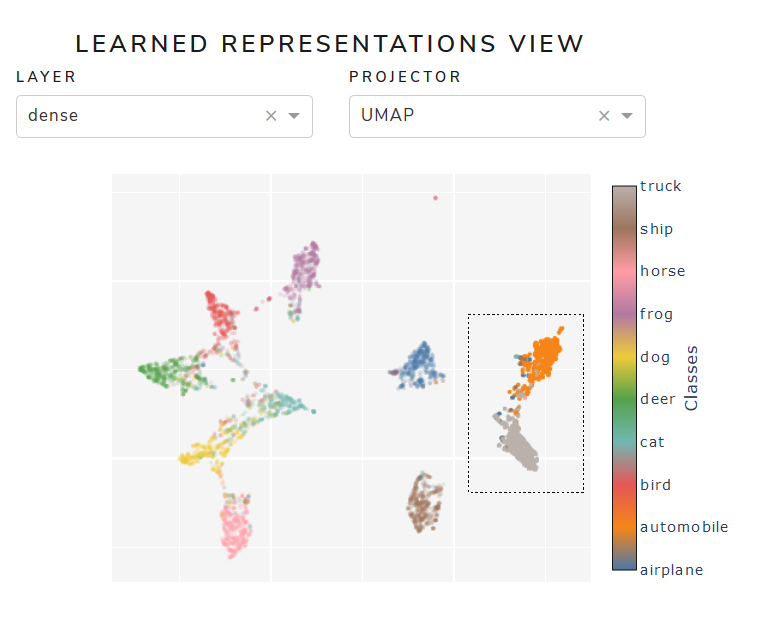 LEARNED REPRESENTATIONS VIEW
LAYER
PROJECTOR
dense
UMAP
truck
ship
horse
frog
dog
deer
cat
bird
automobile
airplane
Classes